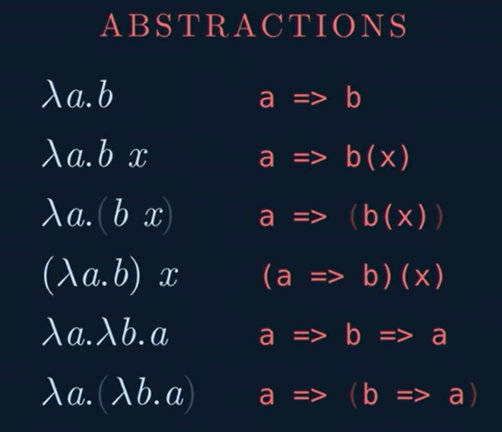 ABSTRACTIONS
λa.b a => b
λa.b x a => b(x)
λa.(b x) a => (b(x))
(λa.b) x (a => b)(x)
λa.λb.a a => b => a
λa.(λb.a) a => (b => a)